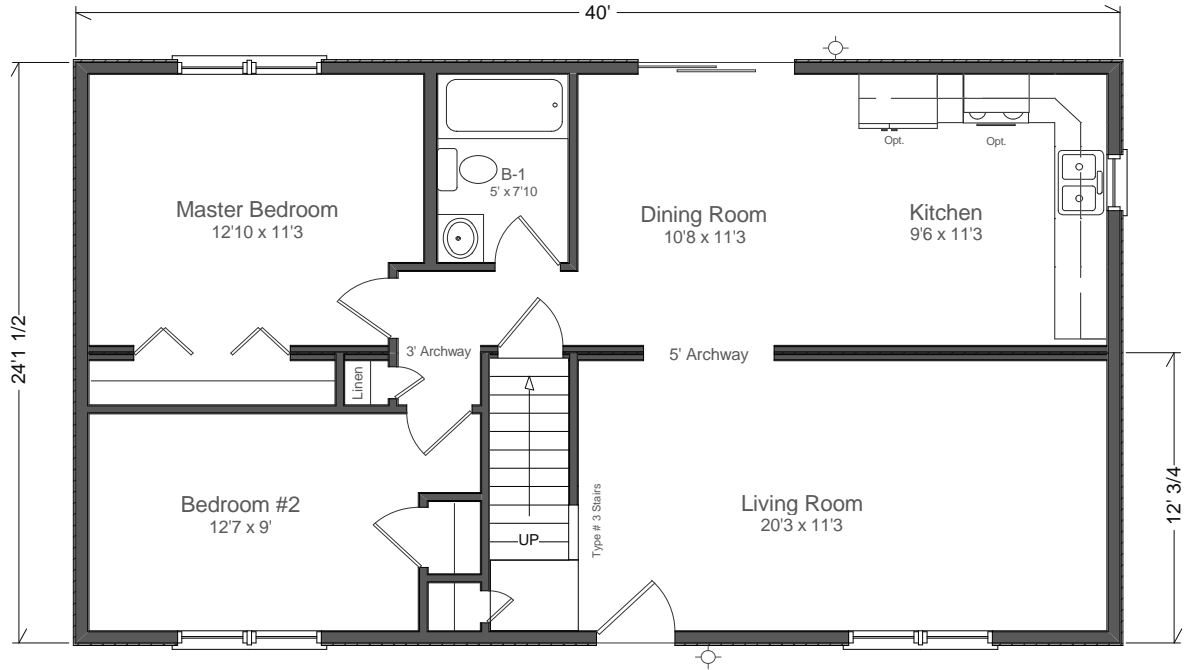 40'
24'1 1/2
Opt.
Opt.
B-1
5' x 7'10
Master Bedroom
12'10 x 11'3
Dining Room
10'8 x 11'3
Kitchen
9'6 x 11'3
3' Archway
5' Archway
Linen
Bedroom #2
12'7 x 9'
UP
Type # 3 Stairs
Living Room
20'3 x 11'3
12' 3/4